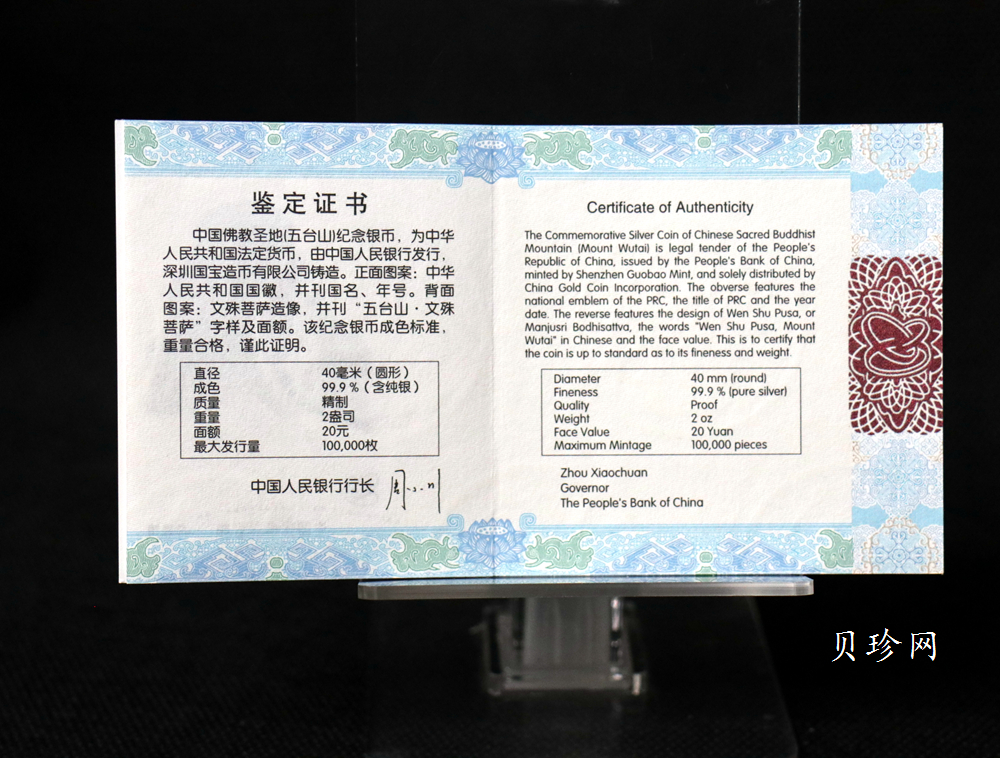 鉴定证书
中国佛教圣地(五台山)纪念银币，为中华
人民共和国法定货币，由中国人民银行发行，
深圳国宝造币有限公司铸造。正面图案：中华
人民共和国国徽，并刊国名、年号。背面
图案：文殊菩萨造像，并刊“五台山·文殊
菩萨”字样及面额。该纪念银币成色标准，
重量合格，谨此证明。
直径 40毫米（圆形）
成色 99.9％（含纯银）
质量 精制
重量 2盎司
面额 20元
最大发行量 100,000枚
中国人民银行行长 周小川
Certificate of Authenticity
The Commemorative Silver Coin of Chinese Sacred Buddhist
Mountain (Mount Wutai) is legal tender of the People's
Republic of China, issued by the People's Bank of China,
minted by Shenzhen Guobao Mint, and solely distributed by
China Gold Coin Incorporation. The obverse features the
national emblem of the PRC, the title of PRC and the year
date. The reverse features the design of Wen Shu Pusa, or
Manjusri Bodhisattva, the words "Wen Shu Pusa, Mount
Wutai" in Chinese and the face value. This is to certify that
the coin is up to standard as to its fineness and weight.
Diameter 40 mm (round)
Fineness 99.9 % (pure silver)
Quality Proof
Weight 2 oz
Face Value 20 Yuan
Maximum Mintage 100,000 pieces
Zhou Xiaochuan
Governor
The People's Bank of China
贝珍网